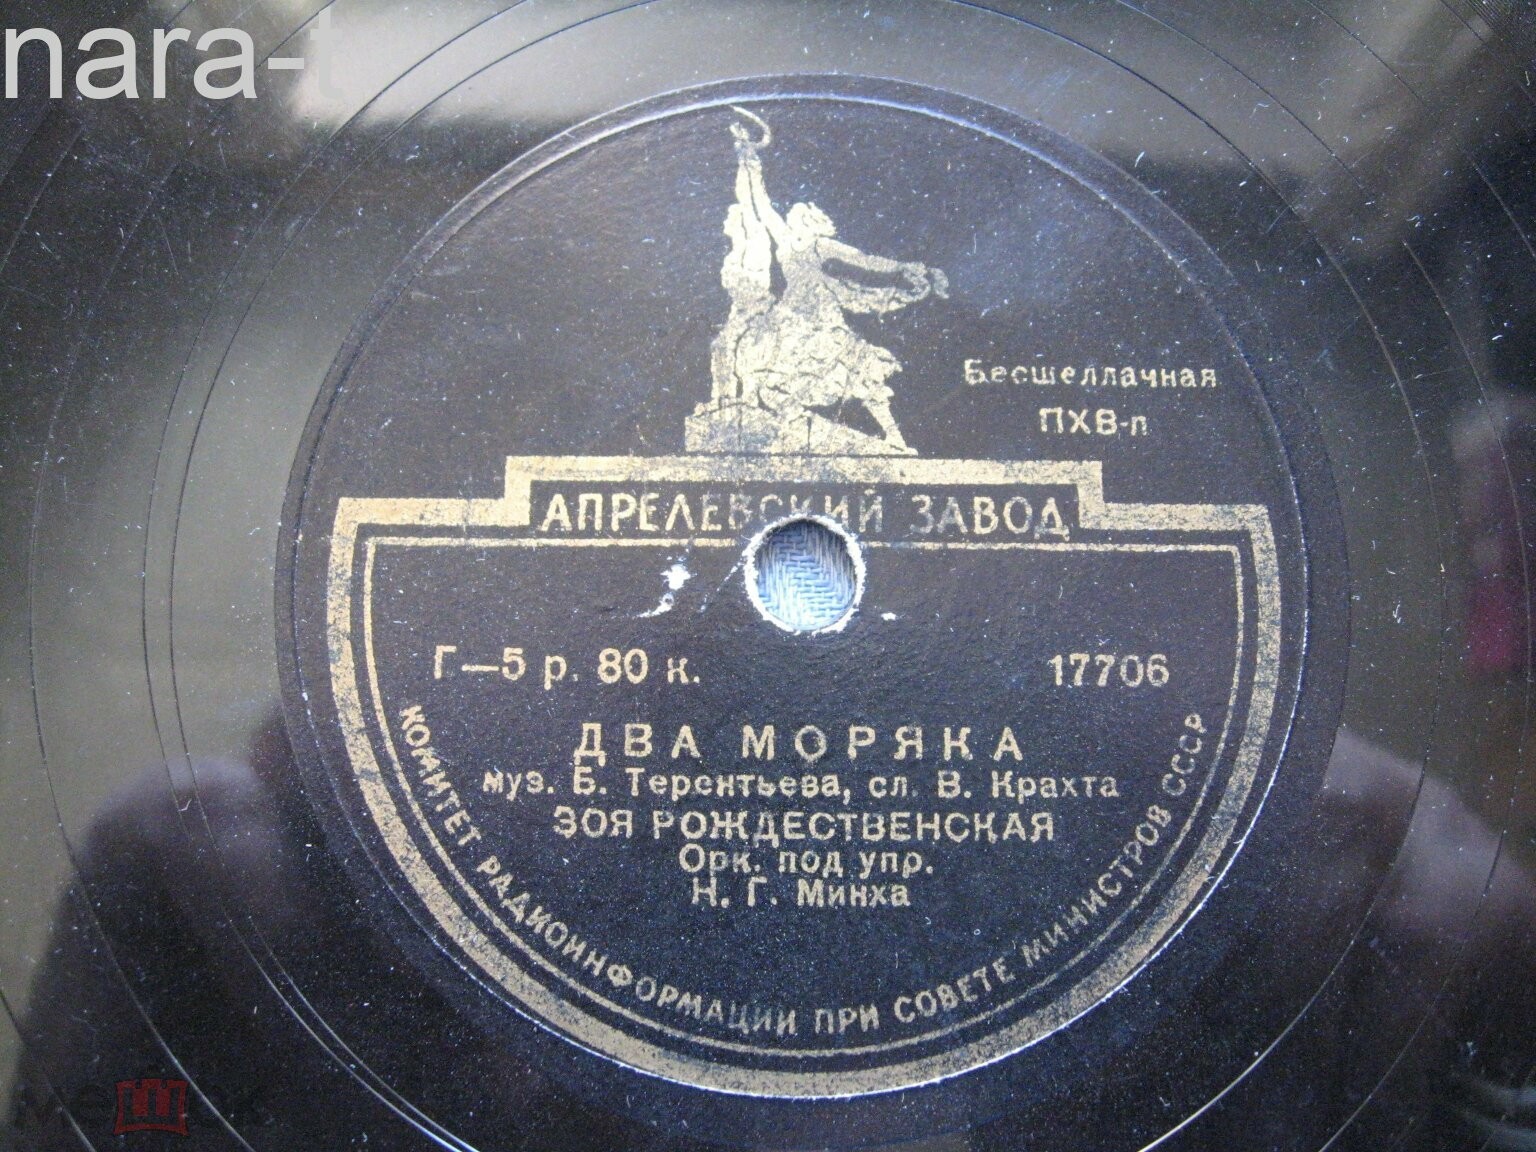 nara-t
Бесшеллачная
ПХВ-п
АПРЕЛЕВСКИЙ ЗАВОД
Г—5 р. 80 к.
17706
ДВА МОРЯКА
муз. Б. Терентьева, сл. В. Крахта
ЗОЯ РОЖДЕСТВЕНСКАЯ
Орк. под упр.
Н. Г. Минха
КОМИТЕТ РАДИОИНФОРМАЦИИ ПРИ СОВЕТЕ МИНИСТРОВ СССР